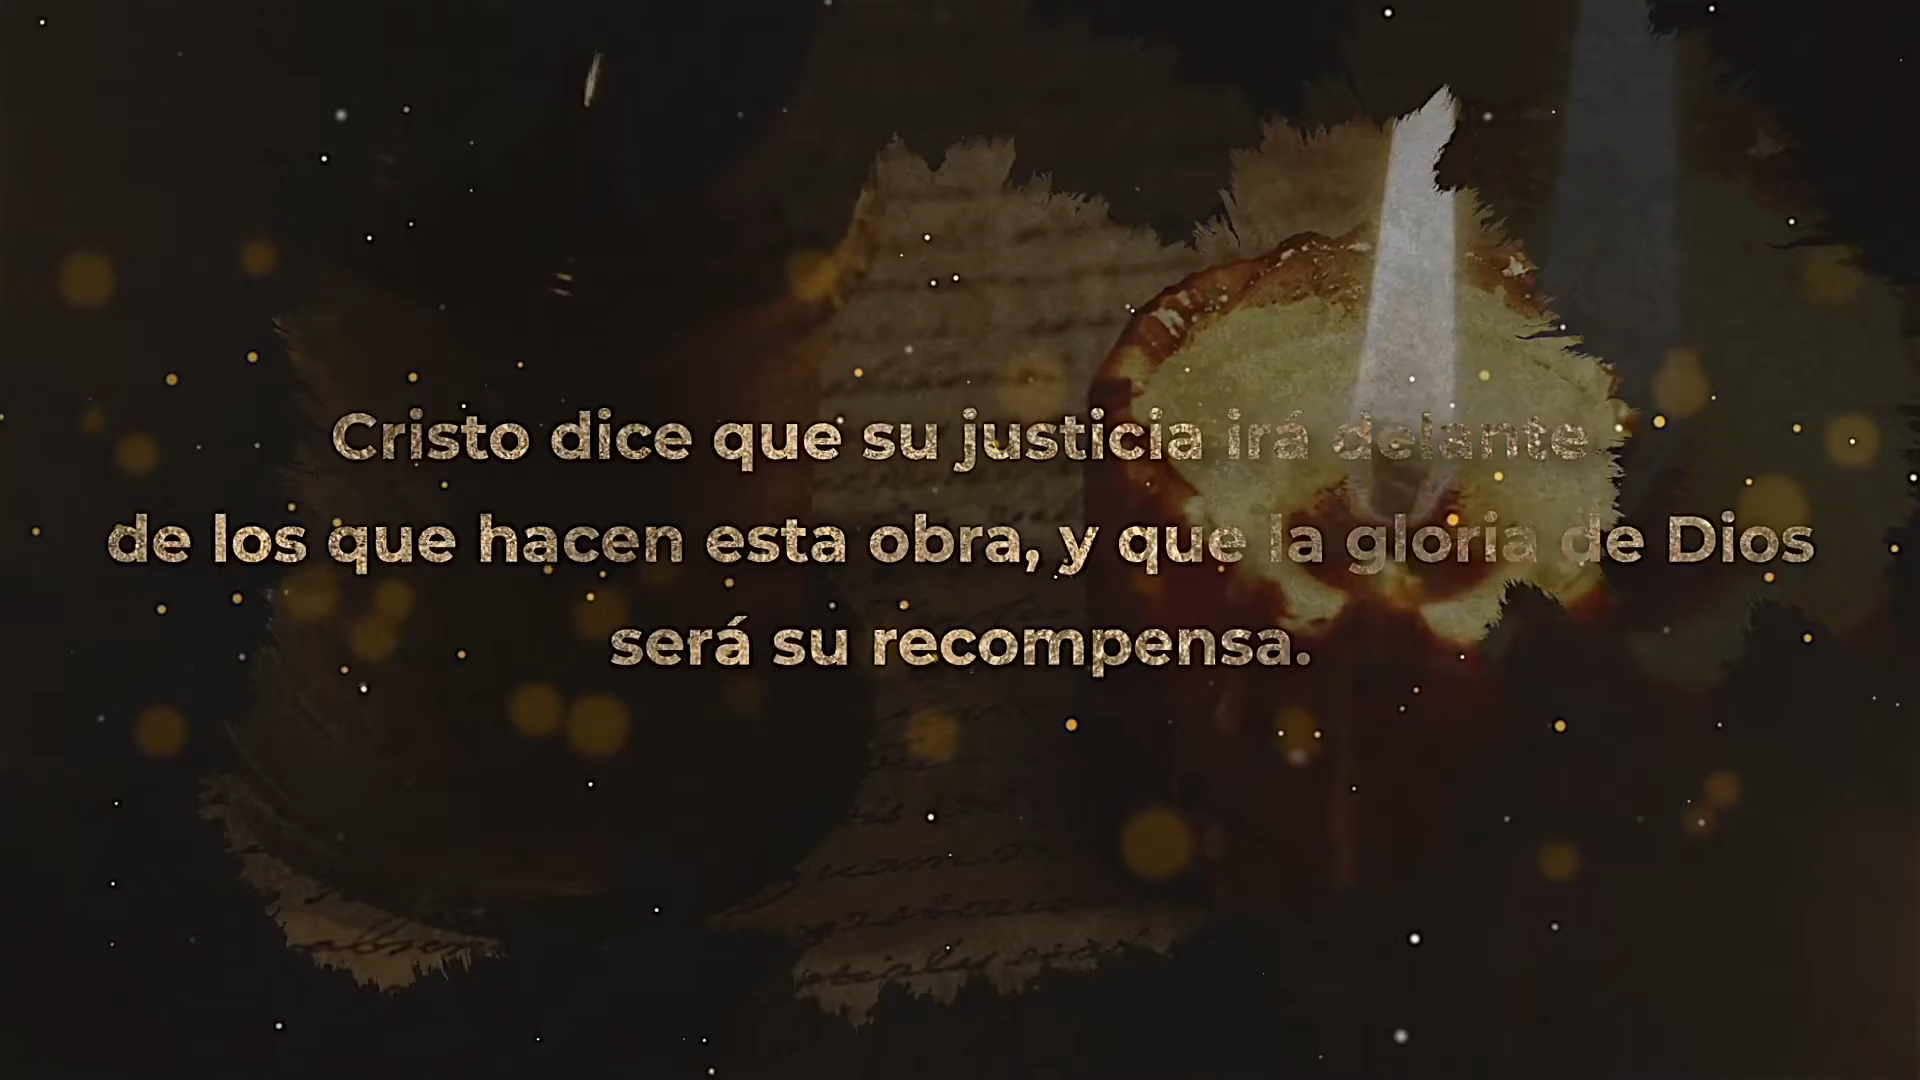 Cristo dice que su justicia irá delante
de los que hacen esta obra, y que la gloria de Dios
será su recompensa.